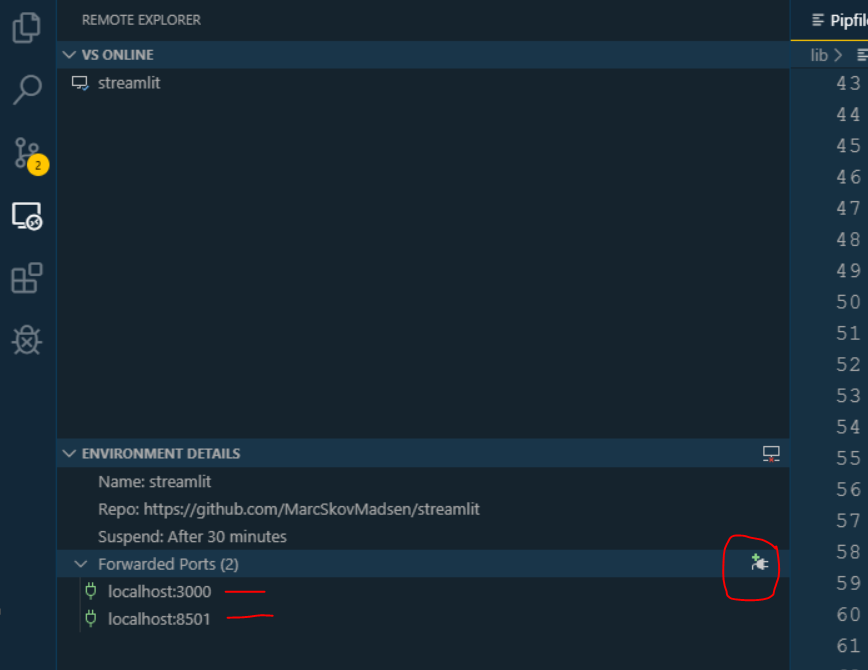 REMOTE EXPLORER
VS ONLINE
streamlit
2
ENVIRONMENT DETAILS
Name: streamlit
Repo: https://github.com/MarcSkovMadsen/streamlit
Suspend: After 30 minutes
Forwarded Ports (2)
localhost:3000
localhost:8501
Pipfil
lib >
43
44
45
46
47
48
49
50
51
52
53
54
55
56
57
58
59
60
61